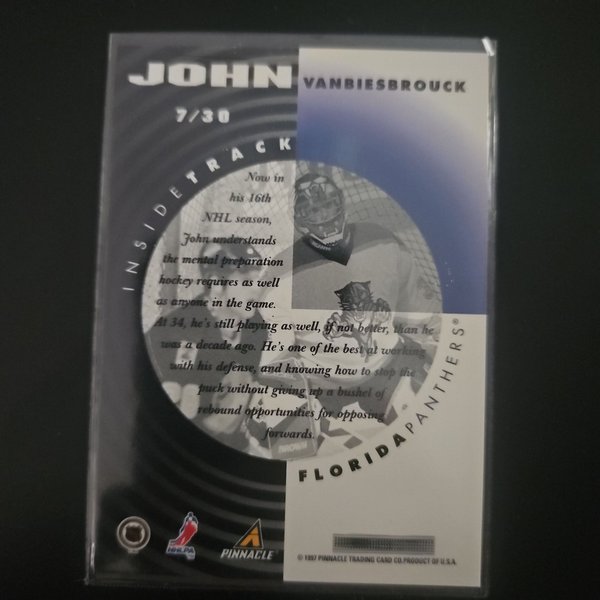 JOHN VANBIESBROUCK
7/30
INSIDETRACK
Now in
his 16th
NHL season,
John understands
the mental preparation
hockey requires as well
as anyone in the game.
At 34, he's still playing as well, if not better, than he
was a decade ago. He's one of the best at working
with his defense, and knowing how to stop the
puck without giving up a bushel of
rebound opportunities for opposing
forwards.
BROWN
FLORIDAPANTHERS®
NHLPA
PINNACLE
© 1997 PINNACLE TRADING CARD CO. PRODUCT OF U.S.A.